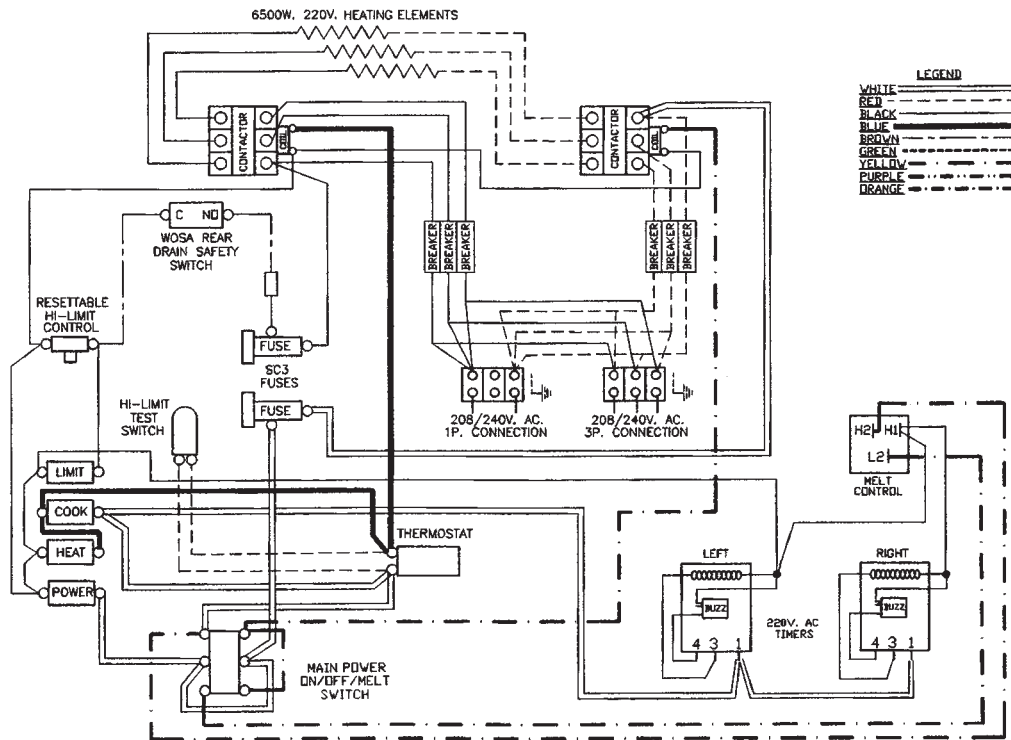 6500W. 220V. HEATING ELEMENTS
LEGEND
WHITE
RED
BLACK
BLUE
BROWN
GREEN
YELLOW
PURPLE
ORANGE
CONTACTOR
COIL
CONTACTOR
COIL
C NO
WOSA REAR
DRAIN SAFETY
SWITCH
BREAKER
BREAKER
BREAKER
BREAKER
BREAKER
BREAKER
RESETTABLE
HI-LIMIT
CONTROL
FUSE
SC3
FUSES
FUSE
HI-LIMIT
TEST
SWITCH
208/240V. AC.
1P. CONNECTION
208/240V. AC.
3P. CONNECTION
H2 H1
L2
MELT
CONTROL
LIMIT
COOK
HEAT
POWER
THERMOSTAT
LEFT
RIGHT
BUZZ
BUZZ
220V. AC
TIMERS
4 3 1
4 3 1
MAIN POWER
ON/OFF/MELT
SWITCH